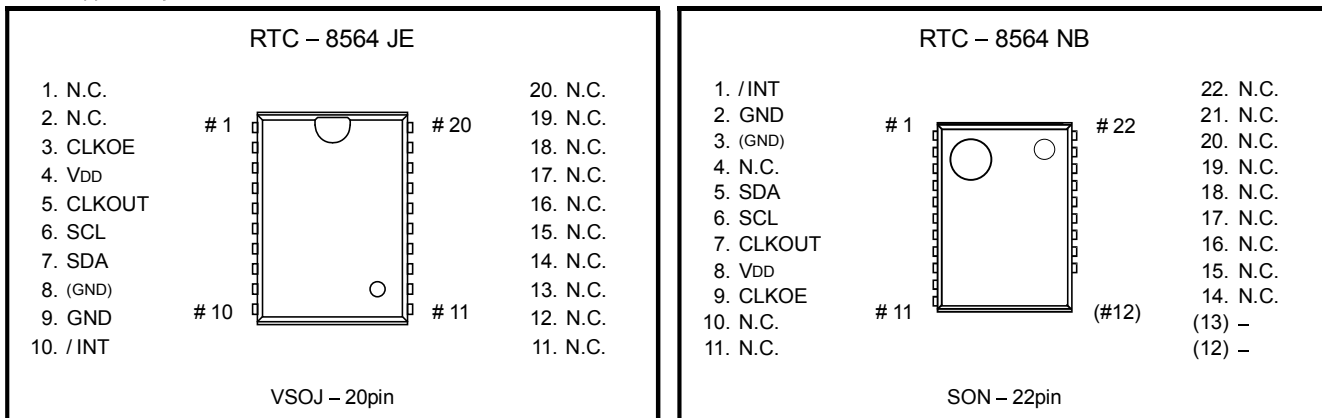 RTC – 8564 JE
1. N.C.
2. N.C.
3. CLKOE
4. VDD
5. CLKOUT
6. SCL
7. SDA
8. (GND)
9. GND
10. / INT
# 1
# 10
# 20
# 11
20. N.C.
19. N.C.
18. N.C.
17. N.C.
16. N.C.
15. N.C.
14. N.C.
13. N.C.
12. N.C.
11. N.C.
VSOJ – 20pin
RTC – 8564 NB
1. / INT
2. GND
3. (GND)
4. N.C.
5. SDA
6. SCL
7. CLKOUT
8. VDD
9. CLKOE
10. N.C.
11. N.C.
# 1
# 11
# 22
(#12)
22. N.C.
21. N.C.
20. N.C.
19. N.C.
18. N.C.
17. N.C.
16. N.C.
15. N.C.
14. N.C.
(13) –
(12) –
SON – 22pin